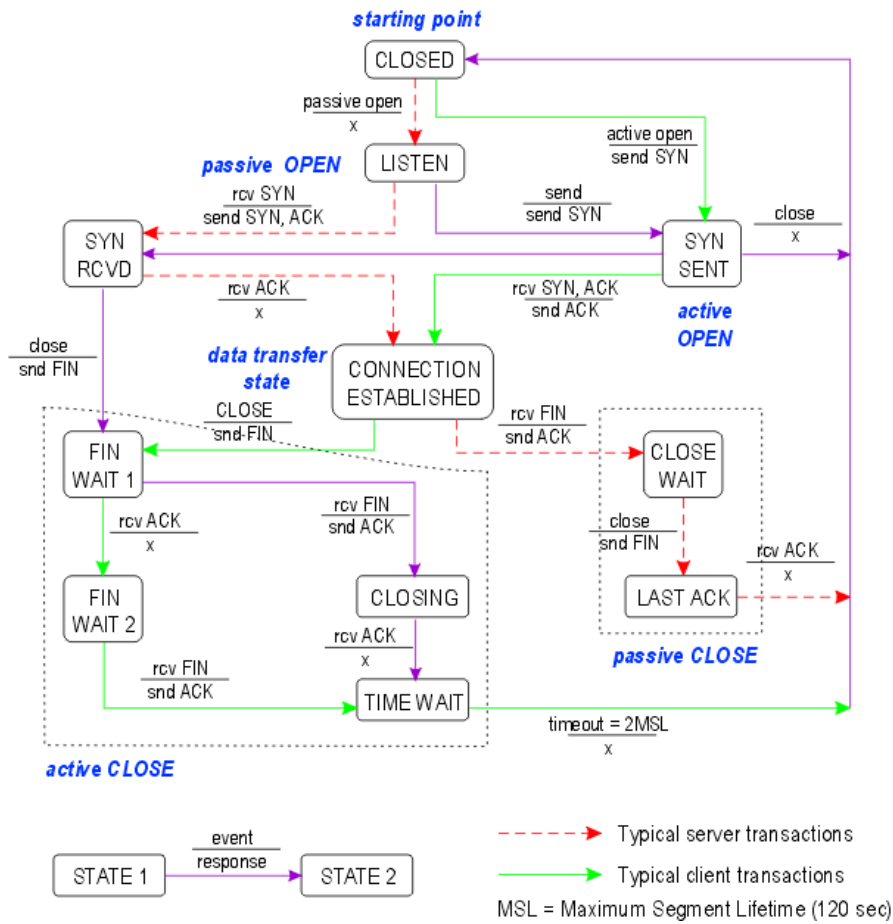 starting point
CLOSED
passive open
x
active open
send SYN
passive OPEN
LISTEN
rcv SYN
send SYN, ACK
send
send SYN
close
x
SYN
RCVD
SYN
SENT
rcv ACK
x
rcv SYN, ACK
snd ACK
active
OPEN
close
snd FIN
data transfer
state
CONNECTION
ESTABLISHED
CLOSE
snd FIN
rcv FIN
snd ACK
FIN
WAIT 1
CLOSE
WAIT
rcv FIN
snd ACK
rcv ACK
x
close
snd FIN
rcv ACK
x
FIN
WAIT 2
CLOSING
LAST ACK
rcv ACK
x
passive CLOSE
rcv FIN
snd ACK
TIME WAIT
timeout = 2MSL
x
active CLOSE
event
response
STATE 1
STATE 2
Typical server transactions
Typical client transactions
MSL = Maximum Segment Lifetime (120 sec)